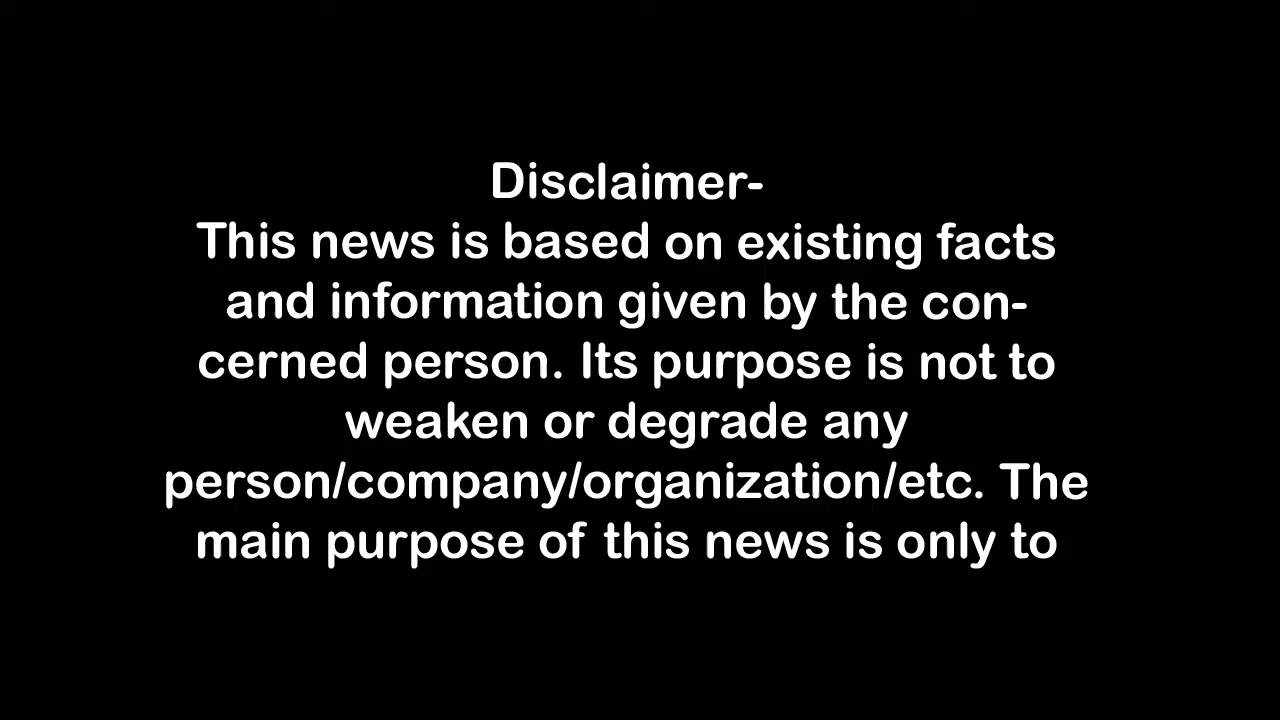 Disclaimer-
This news is based on existing facts
and information given by the con-
cerned person. Its purpose is not to
weaken or degrade any
person/company/organization/etc. The
main purpose of this news is only to